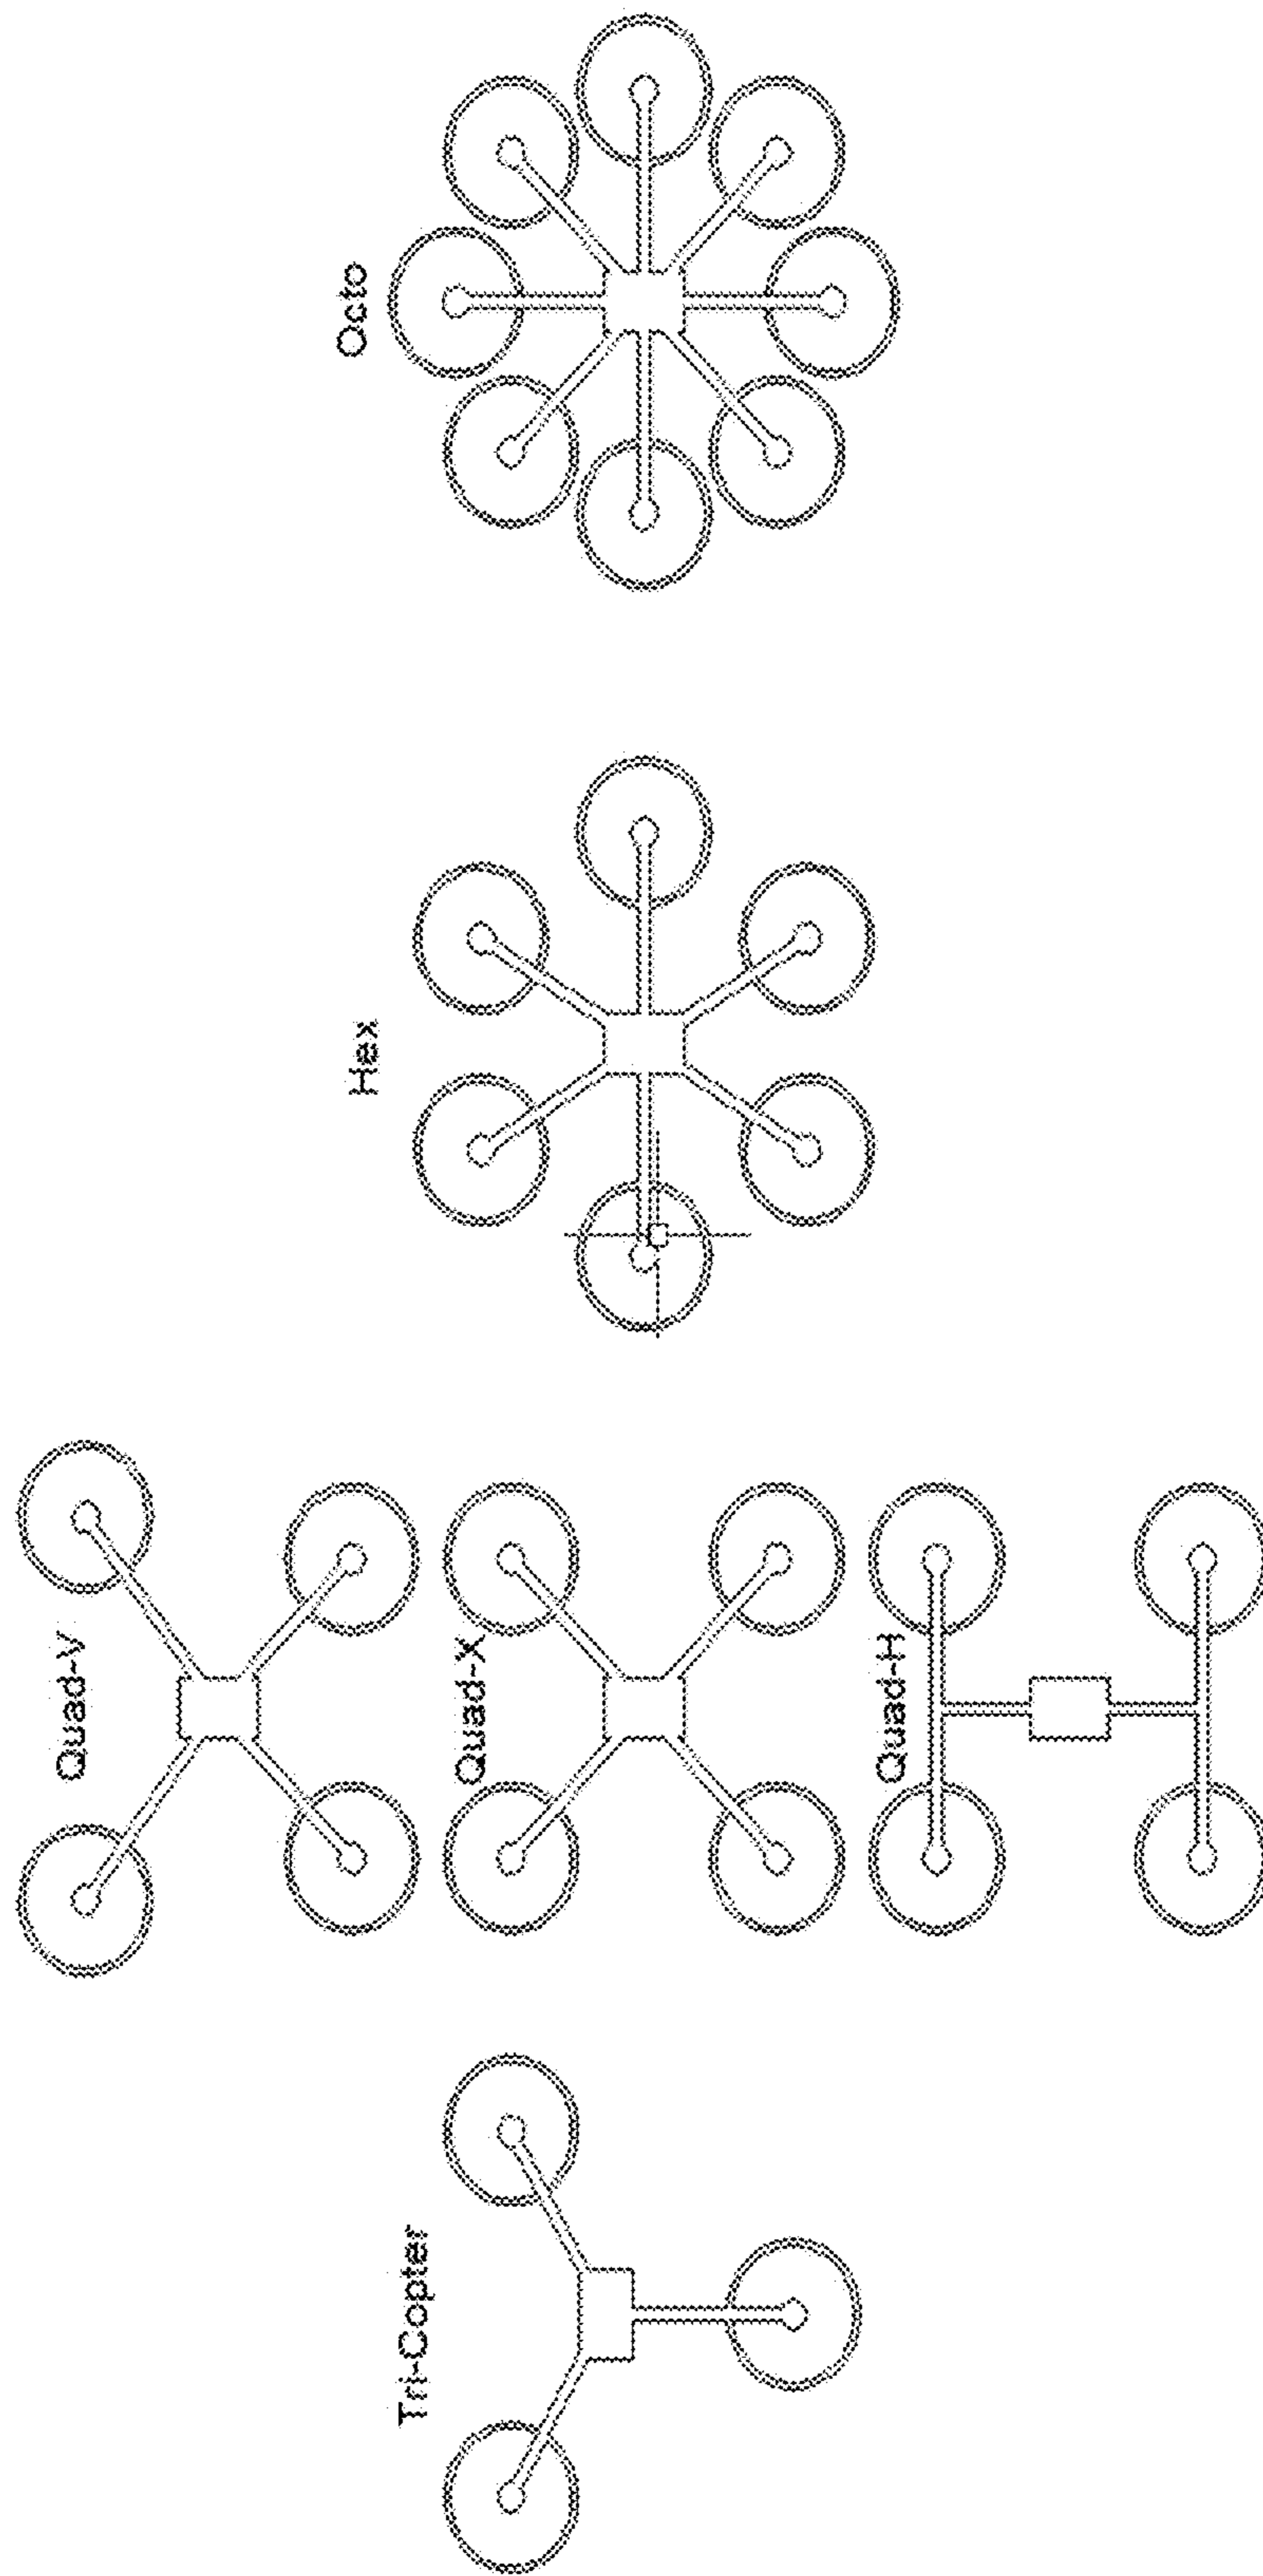 Tri-Copter
Quad-V
Quad-X
Quad-H
Hex
Octo